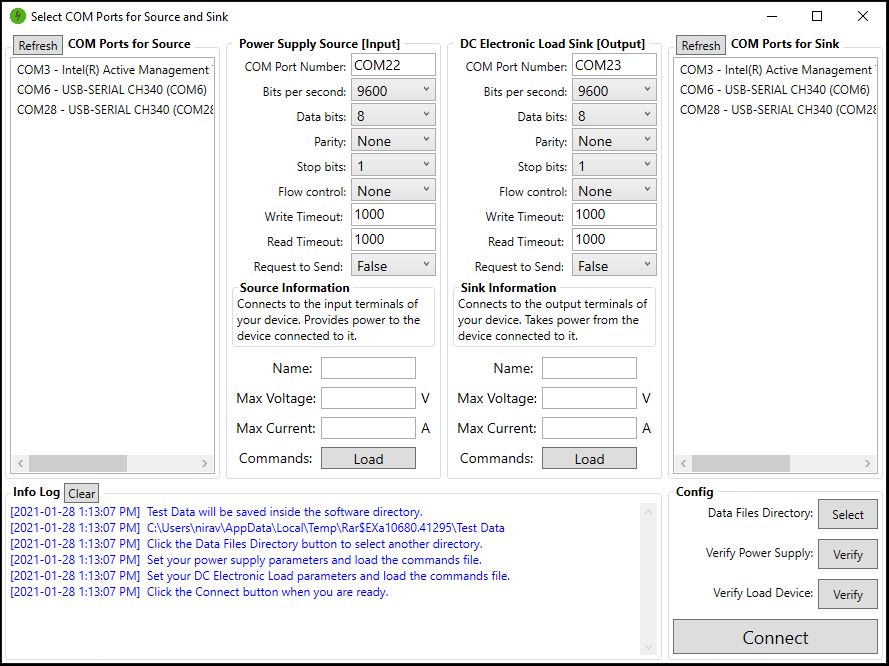 Select COM Ports for Source and Sink
Refresh
COM Ports for Source
COM3 - Intel(R) Active Management
COM6 - USB-SERIAL CH340 (COM6)
COM28 - USB-SERIAL CH340 (COM28
Power Supply Source [Input]
COM Port Number: COM22
Bits per second: 9600
Data bits: 8
Parity: None
Stop bits: 1
Flow control: None
Write Timeout: 1000
Read Timeout: 1000
Request to Send: False
Source Information
Connects to the input terminals of
your device. Provides power to the
device connected to it.
Name:
Max Voltage: V
Max Current: A
Commands: Load
DC Electronic Load Sink [Output]
COM Port Number: COM23
Bits per second: 9600
Data bits: 8
Parity: None
Stop bits: 1
Flow control: None
Write Timeout: 1000
Read Timeout: 1000
Request to Send: False
Sink Information
Connects to the output terminals of
your device. Takes power from the
device connected to it.
Name:
Max Voltage: V
Max Current: A
Commands: Load
Refresh
COM Ports for Sink
COM3 - Intel(R) Active Management
COM6 - USB-SERIAL CH340 (COM6)
COM28 - USB-SERIAL CH340 (COM28
Info Log
Clear
[2021-01-28 1:13:07 PM] Test Data will be saved inside the software directory.
[2021-01-28 1:13:07 PM] C:\Users\nirav\AppData\Local\Temp\Rar$EXa10680.41295\Test Data
[2021-01-28 1:13:07 PM] Click the Data Files Directory button to select another directory.
[2021-01-28 1:13:07 PM] Set your power supply parameters and load the commands file.
[2021-01-28 1:13:07 PM] Set your DC Electronic Load parameters and load the commands file.
[2021-01-28 1:13:07 PM] Click the Connect button when you are ready.
Config
Data Files Directory: Select
Verify Power Supply: Verify
Verify Load Device: Verify
Connect